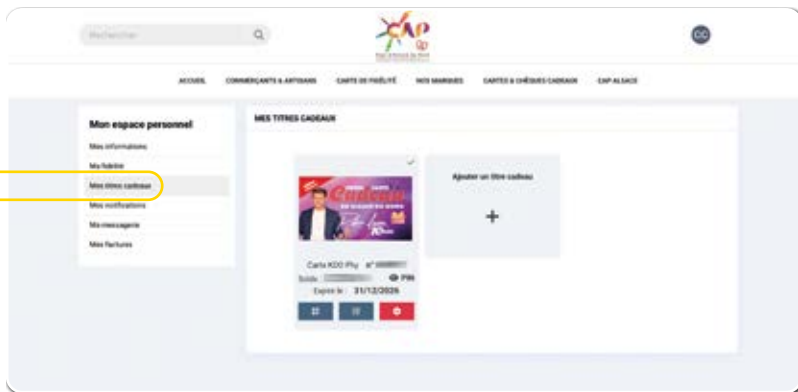 Rechercher
CAP
CC
ACCUEIL COMMERÇANTS & ARTISANS CARTE DE FIDÉLITÉ NOS MARQUES CARTES & CHÈQUES CADEAUX CAP ALSACE
Mon espace personnel
Mes informations
Ma fidélité
Mes titres cadeaux
Mes notifications
Ma messagerie
Mes factures
MES TITRES CADEAUX
Cadeau
Carte KDO Phy n°
Solde PIN
Expire le : 31/12/2026
Ajouter un titre cadeau
+